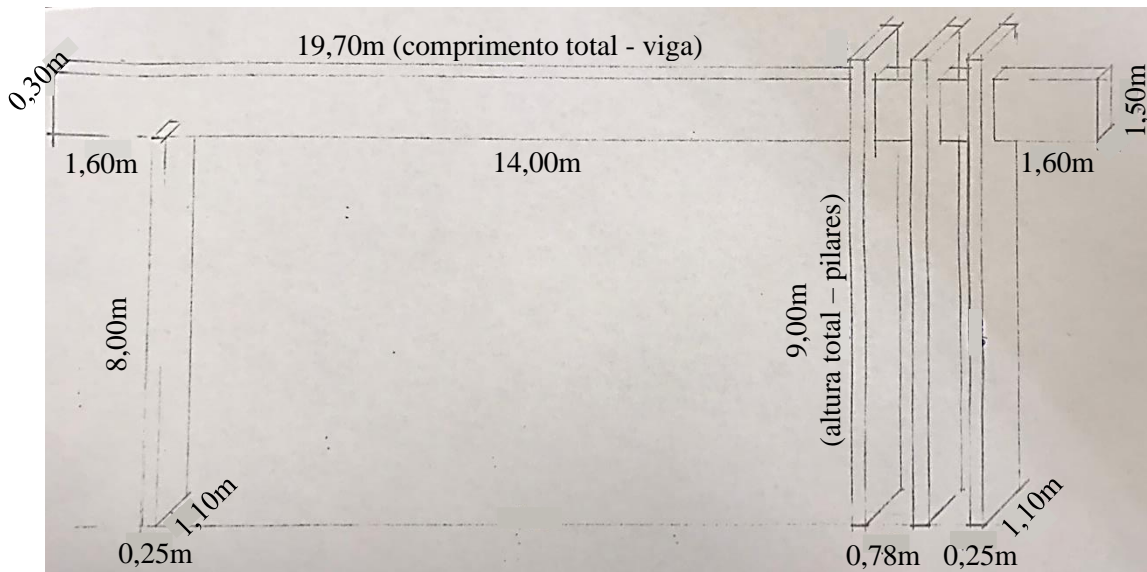 19,70m (comprimento total - viga)
0,30m
1,50m
1,60m
14,00m
1,60m
8,00m
9,00m
(altura total – pilares)
1,10m
1,10m
0,25m
0,78m
0,25m